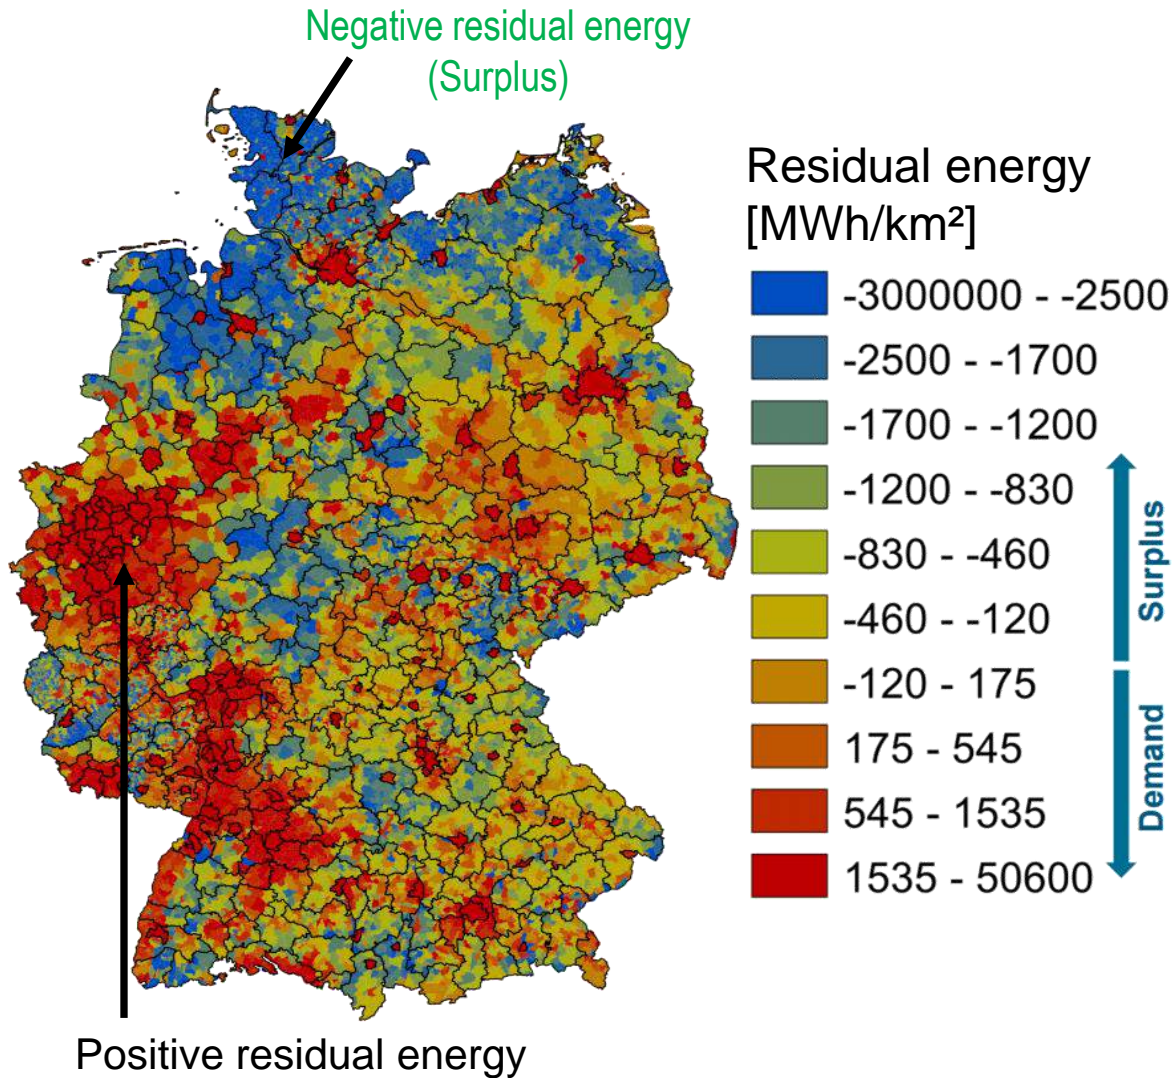 Negative residual energy
(Surplus)
Residual energy
[MWh/km²]
-3000000 - -2500
-2500 - -1700
-1700 - -1200
-1200 - -830
-830 - -460
-460 - -120
-120 - 175
175 - 545
545 - 1535
1535 - 50600
Surplus
Demand
Positive residual energy